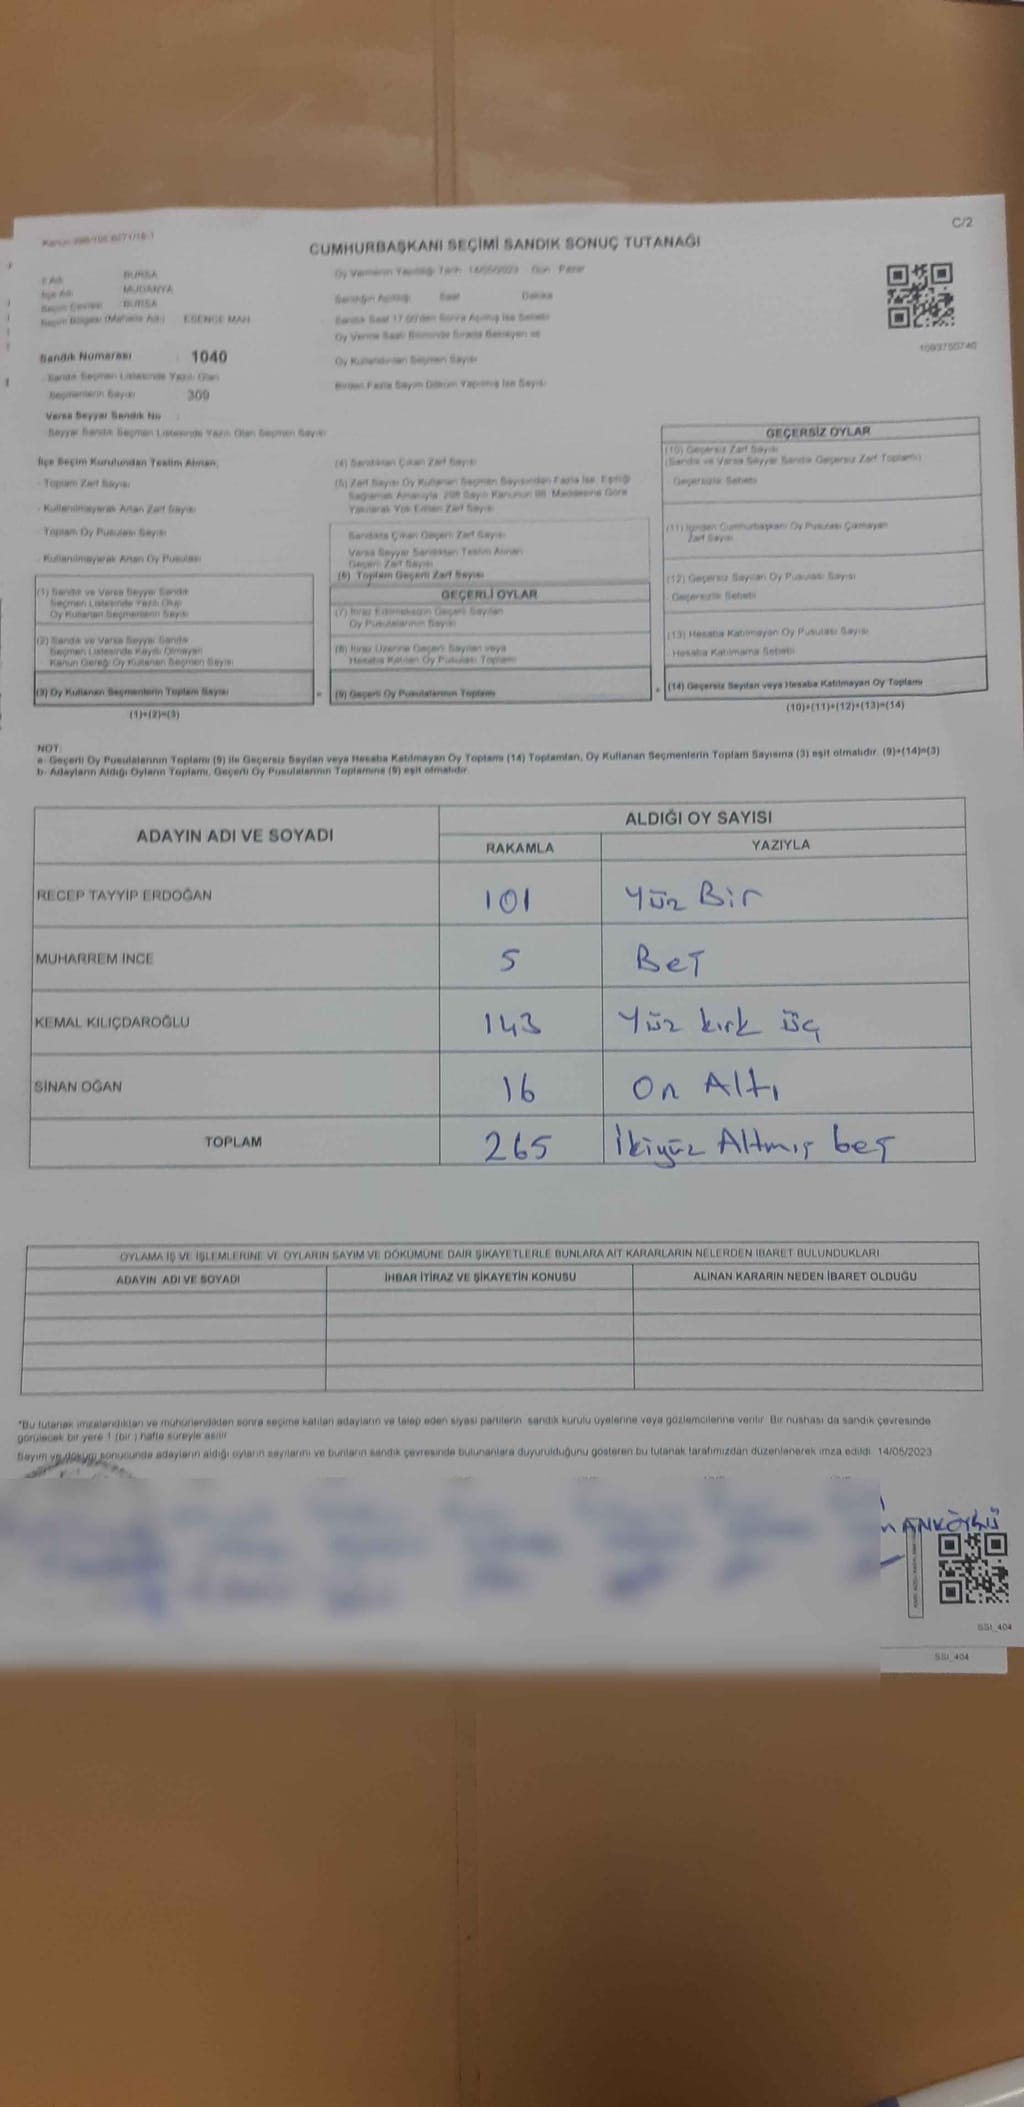 C/2
CUMHURBAŞKANI SEÇİMİ SANDIK SONUÇ TUTANAĞI
Oy Vermenin Yapıldığı Tarih 14/05/2023 Gün Pazar
İl Adı BURSA
İlçe Adı MUDANYA
Seçim Çevresi BURSA
Seçim Bölgesi (Mahalle Adı) ESENCE MAH
Sandığın Açıldığı Saat Dakika
Sandık Saat 17.00'den Sonra Açılmış İse Sebebi
Oy Verme Saati Bitiminde Sırada Bekleyen ve
Sandık Numarası 1040
Oy Kullandırılan Seçmen Sayısı
Sandık Seçmen Listesinde Yazılı Olan
Seçmenlerin Sayısı 309
Birden Fazla Sayım Döküm Yapılmış İse Sayısı
Varsa Seyyar Sandık No
Seyyar Sandık Seçmen Listesinde Yazılı Olan Seçmen Sayısı
İlçe Seçim Kurulundan Teslim Alınan;
- Toplam Zarf Sayısı
- Kullanılmayarak Artan Zarf Sayısı
- Toplam Oy Pusulası Sayısı
- Kullanılmayarak Artan Oy Pusulası
(1) Sandık ve Varsa Seyyar Sandık
Seçmen Listesinde Yazılı Olup
Oy Kullanan Seçmenlerin Sayısı
(2) Sandık ve Varsa Seyyar Sandık
Seçmen Listesinde Kayıtlı Olmayan
Kanun Gereği Oy Kullanan Seçmen Sayısı
(3) Oy Kullanan Seçmenlerin Toplam Sayısı
(1)+(2)=(3)
(4) Sandıktan Çıkan Zarf Sayısı
(5) Zarf Sayısı Oy Kullanan Seçmen Sayısından Fazla İse, Eşitliği
Sağlamak Amacıyla, 298 Sayılı Kanunun 98. Maddesine Göre
Yakılarak Yok Edilen Zarf Sayısı
Sandıkta Çıkan Geçerli Zarf Sayısı
Varsa Seyyar Sandıktan Teslim Alınan
Geçerli Zarf Sayısı
(6) Toplam Geçerli Zarf Sayısı
GEÇERLİ OYLAR
(7) İtiraz Edilmeksizin Geçerli Sayılan
Oy Pusulalarının Sayısı
(8) İtiraz Üzerine Geçerli Sayılan veya
Hesaba Katılan Oy Pusulası Toplamı
= (9) Geçerli Oy Pusulalarının Toplamı
GEÇERSİZ OYLAR
(10) Geçersiz Zarf Sayısı
(Sandık ve Varsa Seyyar Sandık Geçersiz Zarf Toplamı)
Geçersizlik Sebebi
(11) İçinden Cumhurbaşkanı Oy Pusulası Çıkmayan
Zarf Sayısı
(12) Geçersiz Sayılan Oy Pusulası Sayısı
Geçersizlik Sebebi
(13) Hesaba Katılmayan Oy Pusulası Sayısı
Hesaba Katılmama Sebebi
+ (14) Geçersiz Sayılan veya Hesaba Katılmayan Oy Toplamı
(10)+(11)+(12)+(13)=(14)
NOT:
a- Geçerli Oy Pusulalarının Toplamı (9) ile Geçersiz Sayılan veya Hesaba Katılmayan Oy Toplamı (14) Toplamları, Oy Kullanan Seçmenlerin Toplam Sayısına (3) eşit olmalıdır. (9)+(14)=(3)
b- Adayların Aldığı Oyların Toplamı, Geçerli Oy Pusulalarının Toplamına (9) eşit olmalıdır.
ADAYIN ADI VE SOYADI ALDIĞI OY SAYISI
RAKAMLA YAZIYLA
RECEP TAYYİP ERDOĞAN 101 Yüz Bir
MUHARREM İNCE 5 Beş
KEMAL KILIÇDAROĞLU 143 Yüz kırk üç
SİNAN OĞAN 16 On Altı
TOPLAM 265 İkiyüz Altmış beş
OYLAMA İŞ VE İŞLEMLERİNE VE OYLARIN SAYIM VE DÖKÜMÜNE DAİR ŞİKAYETLERLE BUNLARA AİT KARARLARIN NELERDEN İBARET BULUNDUKLARI
ADAYIN ADI VE SOYADI İHBAR İTİRAZ VE ŞİKAYETİN KONUSU ALINAN KARARIN NEDEN İBARET OLDUĞU
*Bu tutanak imzalandıktan ve mühürlendikten sonra seçime katılan adayların ve talep eden siyasi partilerin sandık kurulu üyelerine veya gözlemcilerine verilir. Bir nüshası da sandık çevresinde
görülecek bir yere 1 (bir) hafta süreyle asılır
Sayım ve döküm sonucunda adayların aldığı oyların sayılarını ve bunların sandık çevresinde bulunanlara duyurulduğunu gösteren bu tutanak tarafımızdan düzenlenerek imza edildi. 14/05/2023
SSI_404
SSI_404